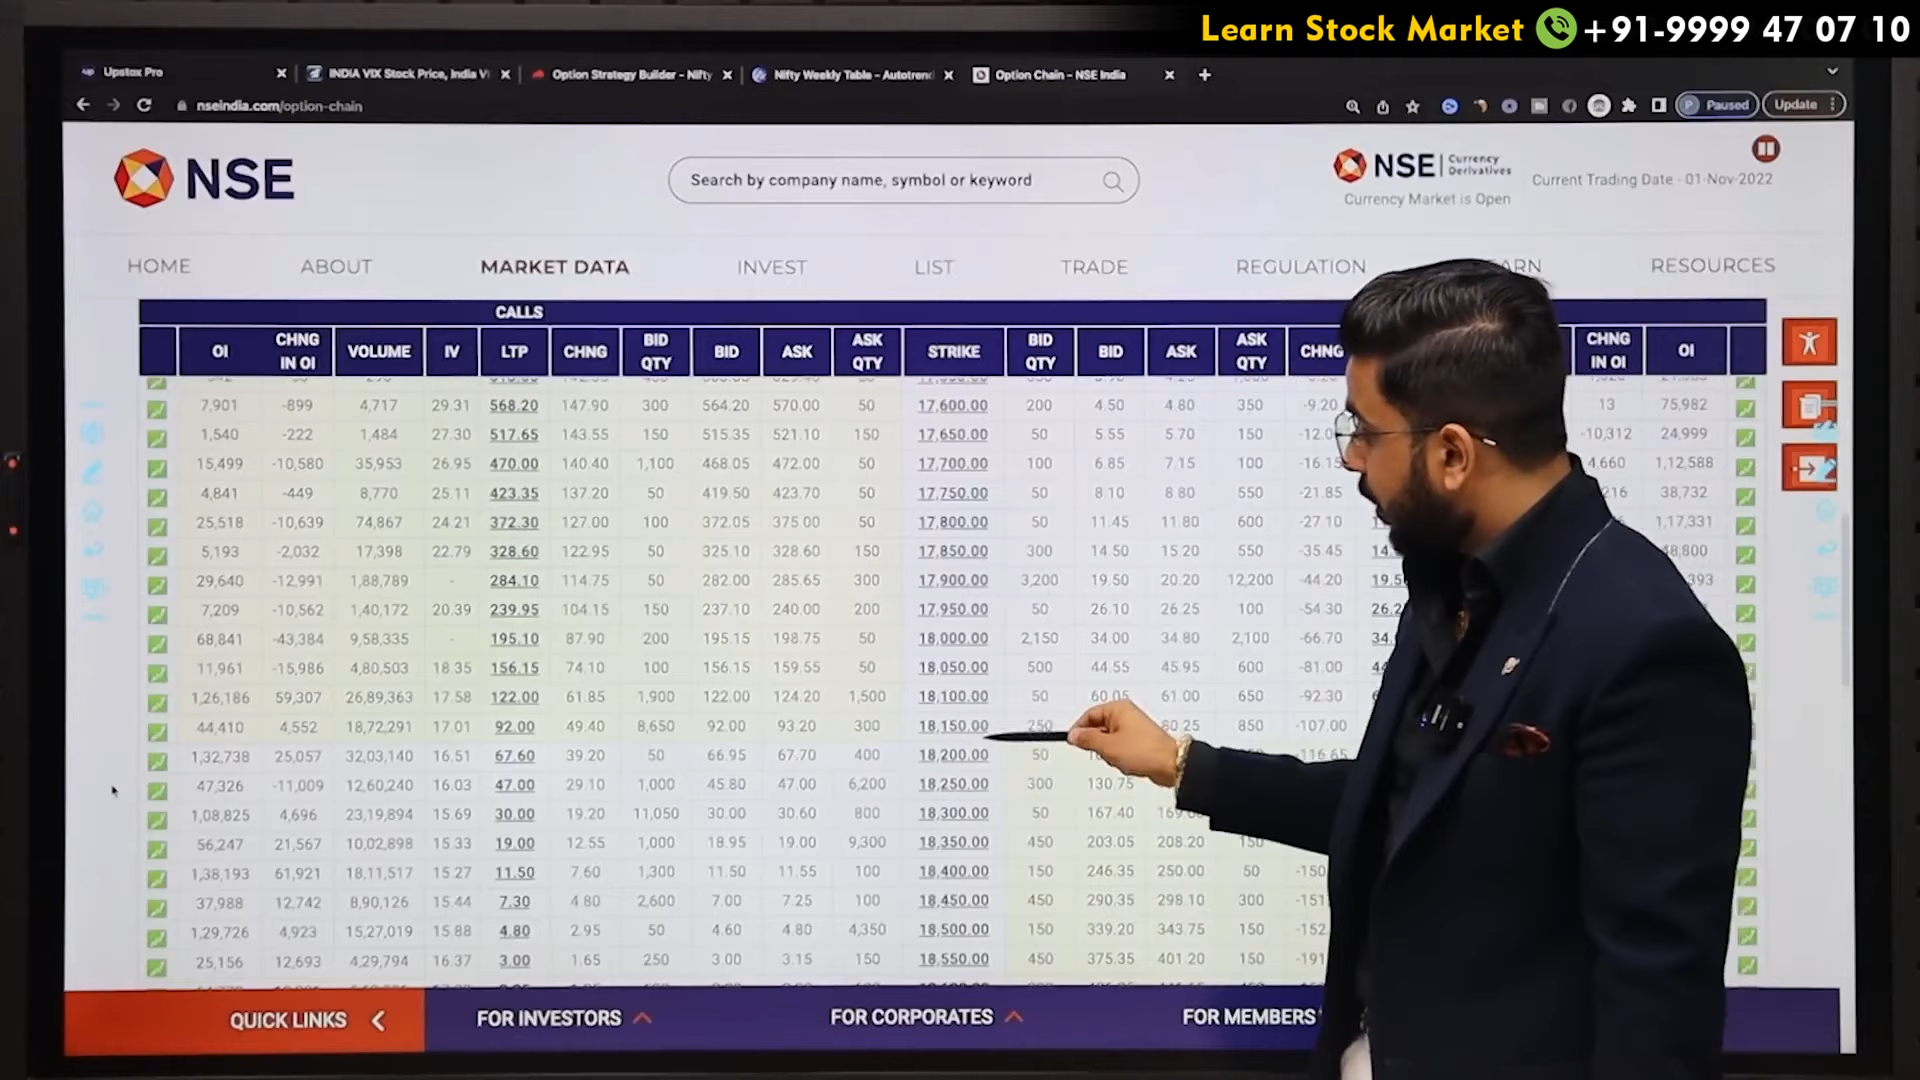 Learn Stock Market +91-9999 47 07 10
Upstox Pro INDIA VIX Stock Price, India V Option Strategy Builder - Nifty Nifty Weekly Table - Autotrend Option Chain - NSE India
nseindia.com/option-chain P Paused Update
NSE Search by company name, symbol or keyword NSE Currency Derivatives Current Trading Date - 01-Nov-2022
Currency Market is Open
HOME ABOUT MARKET DATA INVEST LIST TRADE REGULATION ARN RESOURCES
CALLS
OI CHNG IN OI VOLUME IV LTP CHNG BID QTY BID ASK ASK QTY STRIKE BID QTY BID ASK ASK QTY CHNG CHNG IN OI OI
7,901 -899 4,717 29.31 568.20 147.90 300 564.20 570.00 50 17,600.00 200 4.50 4.80 350 -9.20 13 75,982
1,540 -222 1,484 27.30 517.65 143.55 150 515.35 521.10 150 17,650.00 50 5.55 5.70 150 -12.0 -10,312 24,999
15,499 -10,580 35,953 26.95 470.00 140.40 1,100 468.05 472.00 50 17,700.00 100 6.85 7.15 100 -16.15 4,660 1,12,588
4,841 -449 8,770 25.11 423.35 137.20 50 419.50 423.70 50 17,750.00 50 8.10 8.80 550 -21.85 216 38,732
25,518 -10,639 74,867 24.21 372.30 127.00 100 372.05 375.00 50 17,800.00 50 11.45 11.80 600 -27.10 1,17,331
5,193 -2,032 17,398 22.79 328.60 122.95 50 325.10 328.60 150 17,850.00 300 14.50 15.20 550 -35.45 14. 48,800
29,640 -12,991 1,88,789 - 284.10 114.75 50 282.00 285.65 300 17,900.00 3,200 19.50 20.20 12,200 -44.20 19.5 393
7,209 -10,562 1,40,172 20.39 239.95 104.15 150 237.10 240.00 200 17,950.00 50 26.10 26.25 100 -54.30 26.2
68,841 -43,384 9,58,335 - 195.10 87.90 200 195.15 198.75 50 18,000.00 2,150 34.00 34.80 2,100 -66.70 34.
11,961 -15,986 4,80,503 18.35 156.15 74.10 100 156.15 159.55 50 18,050.00 500 44.55 45.95 600 -81.00 44
1,26,186 59,307 26,89,363 17.58 122.00 61.85 1,900 122.00 124.20 1,500 18,100.00 50 60.05 61.00 650 -92.30
44,410 4,552 18,72,291 17.01 92.00 49.40 8,650 92.00 93.20 300 18,150.00 250 80.25 850 -107.00
1,32,738 25,057 32,03,140 16.51 67.60 39.20 50 66.95 67.70 400 18,200.00 50 -116.65
47,326 -11,009 12,60,240 16.03 47.00 29.10 1,000 45.80 47.00 6,200 18,250.00 300 130.75
1,08,825 4,696 23,19,894 15.69 30.00 19.20 11,050 30.00 30.60 800 18,300.00 50 167.40 169
56,247 21,567 10,02,898 15.33 19.00 12.55 1,000 18.95 19.00 9,300 18,350.00 450 203.05 208.20 150
1,38,193 61,921 18,11,517 15.27 11.50 7.60 1,300 11.50 11.55 100 18,400.00 150 246.35 250.00 50 -150
37,988 12,742 8,90,126 15.44 7.30 4.80 2,600 7.00 7.25 100 18,450.00 450 290.35 298.10 300 -151
1,29,726 4,923 15,27,019 15.88 4.80 2.95 50 4.60 4.80 4,350 18,500.00 150 339.20 343.75 150 -152
25,156 12,693 4,29,794 16.37 3.00 1.65 250 3.00 3.15 150 18,550.00 450 375.35 401.20 150 -191
QUICK LINKS FOR INVESTORS FOR CORPORATES FOR MEMBERS